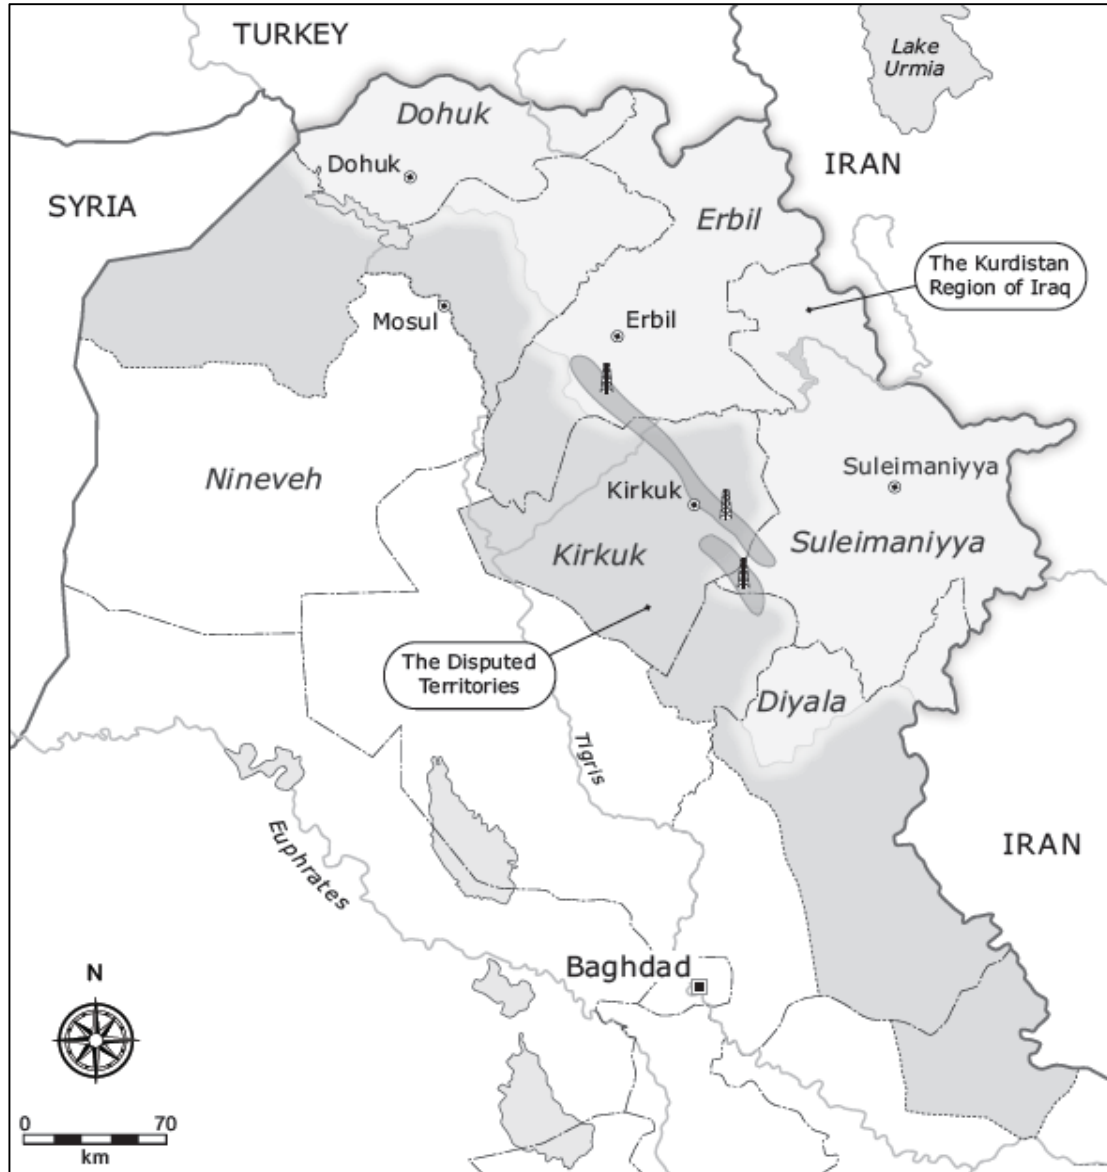 TURKEY
Lake
Urmia
Dohuk
Dohuk
IRAN
SYRIA
Erbil
The Kurdistan
Region of Iraq
Mosul
Erbil
Suleimaniyya
Nineveh
Kirkuk
Kirkuk
Suleimaniyya
The Disputed
Territories
Diyala
Tigris
Euphrates
IRAN
Baghdad
N
0 70
km